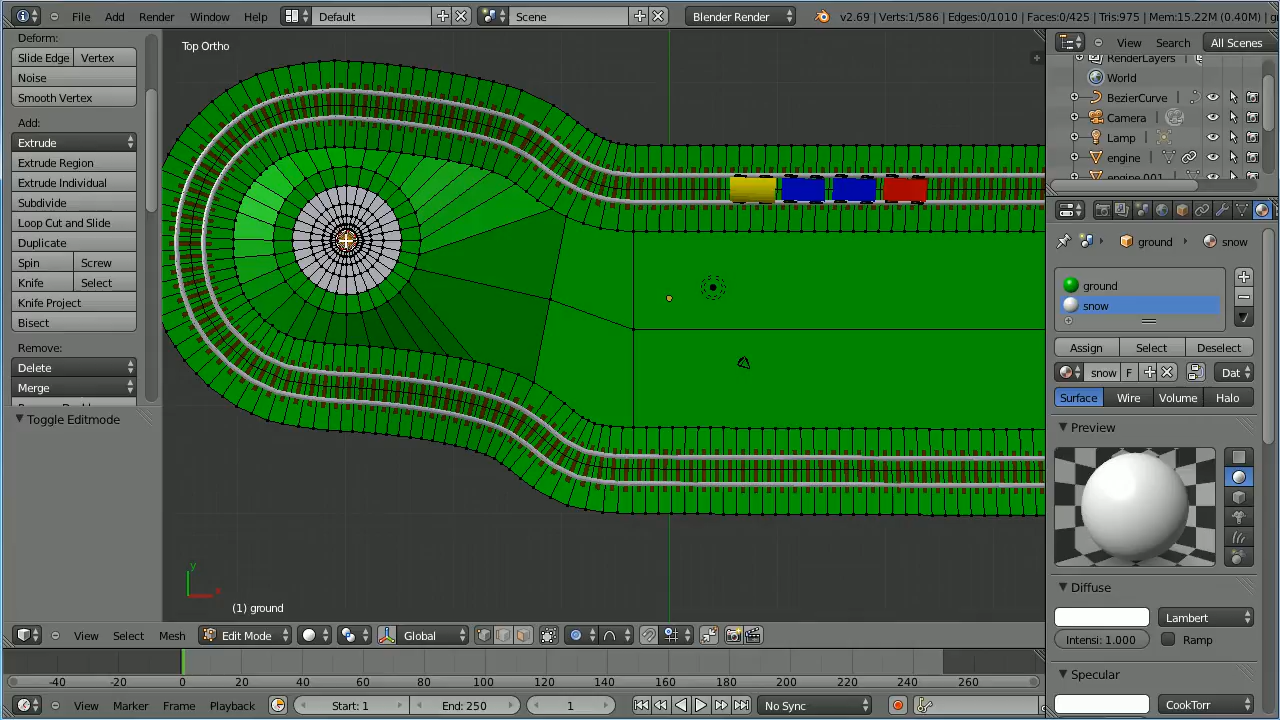 File Add Render Window Help Default Scene Blender Render v2.69 | Verts:1/586 | Edges:0/1010 | Faces:0/425 | Tris:975 | Mem:15.22M (0.40M) |
Deform:
Slide Edge Vertex
Noise
Smooth Vertex
Add:
Extrude
Extrude Region
Extrude Individual
Subdivide
Loop Cut and Slide
Duplicate
Spin Screw
Knife Select
Knife Project
Bisect
Remove:
Delete
Merge
Toggle Editmode
Top Ortho
y
x
(1) ground
View Select Mesh Edit Mode Global
-40 -20 0 20 40 60 80 100 120 140 160 180 200 220 240 260
View Marker Frame Playback Start: 1 End: 250 1 No Sync
View Search All Scenes
RenderLayers
World
BezierCurve
Camera
Lamp
engine
engine.001
ground snow
ground
snow
Assign Select Deselect
snow F Dat
Surface Wire Volume Halo
Preview
Diffuse
Lambert
Intensi: 1.000 Ramp
Specular
CookTorr